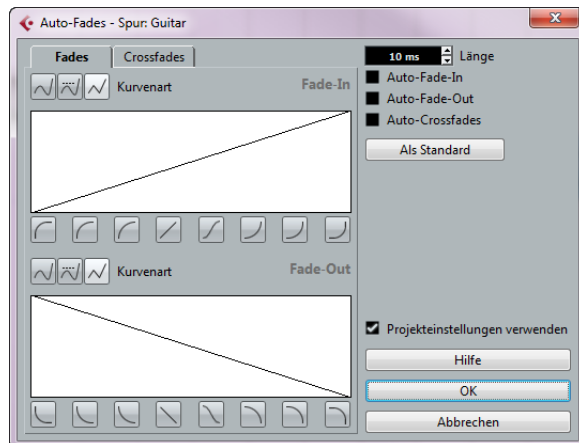 Auto-Fades - Spur: Guitar
Fades
Crossfades
Kurvenart
Fade-In
Kurvenart
Fade-Out
10 ms
Länge
Auto-Fade-In
Auto-Fade-Out
Auto-Crossfades
Als Standard
Projekteinstellungen verwenden
Hilfe
OK
Abbrechen